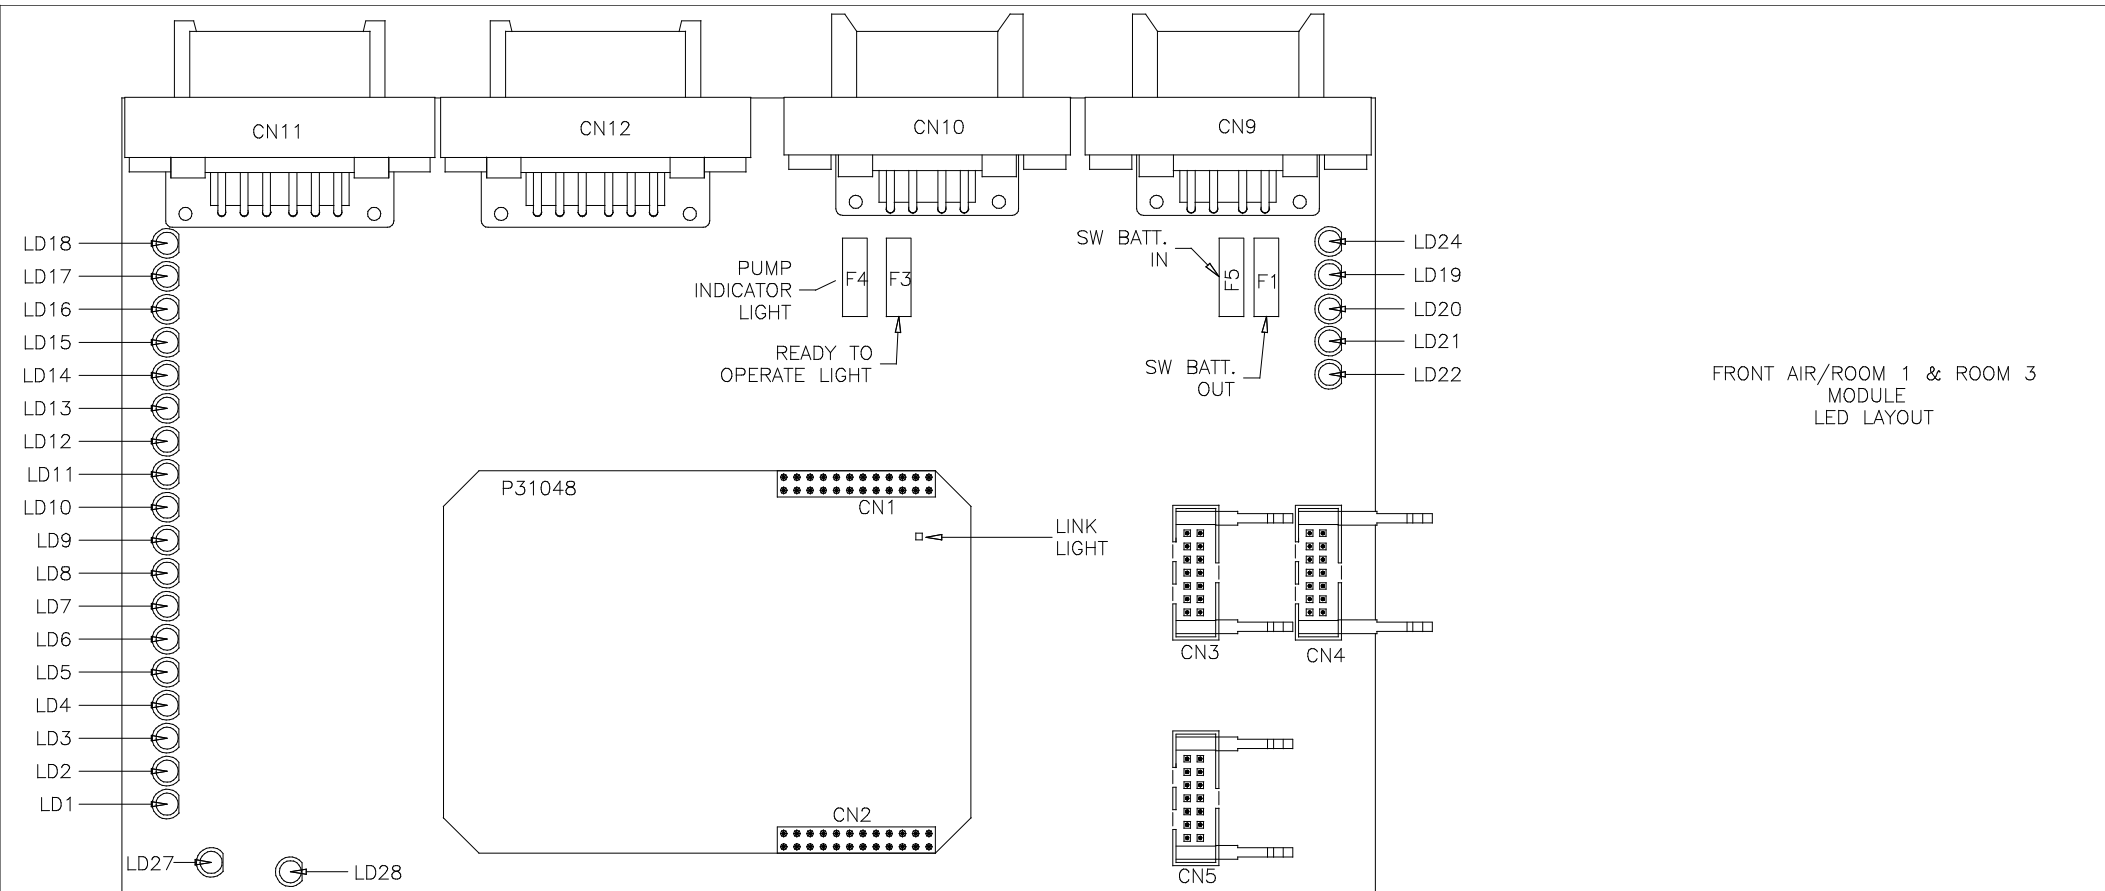 CN11
CN12
CN10
CN9
LD18
LD17
LD16
LD15
LD14
LD13
LD12
LD11
LD10
LD9
LD8
LD7
LD6
LD5
LD4
LD3
LD2
LD1
LD27
LD28
PUMP
INDICATOR
LIGHT
F4
F3
READY TO
OPERATE LIGHT
SW BATT.
IN
F5
F1
SW BATT.
OUT
LD24
LD19
LD20
LD21
LD22
FRONT AIR/ROOM 1 & ROOM 3
MODULE
LED LAYOUT
P31048
CN1
LINK
LIGHT
CN2
CN3
CN4
CN5